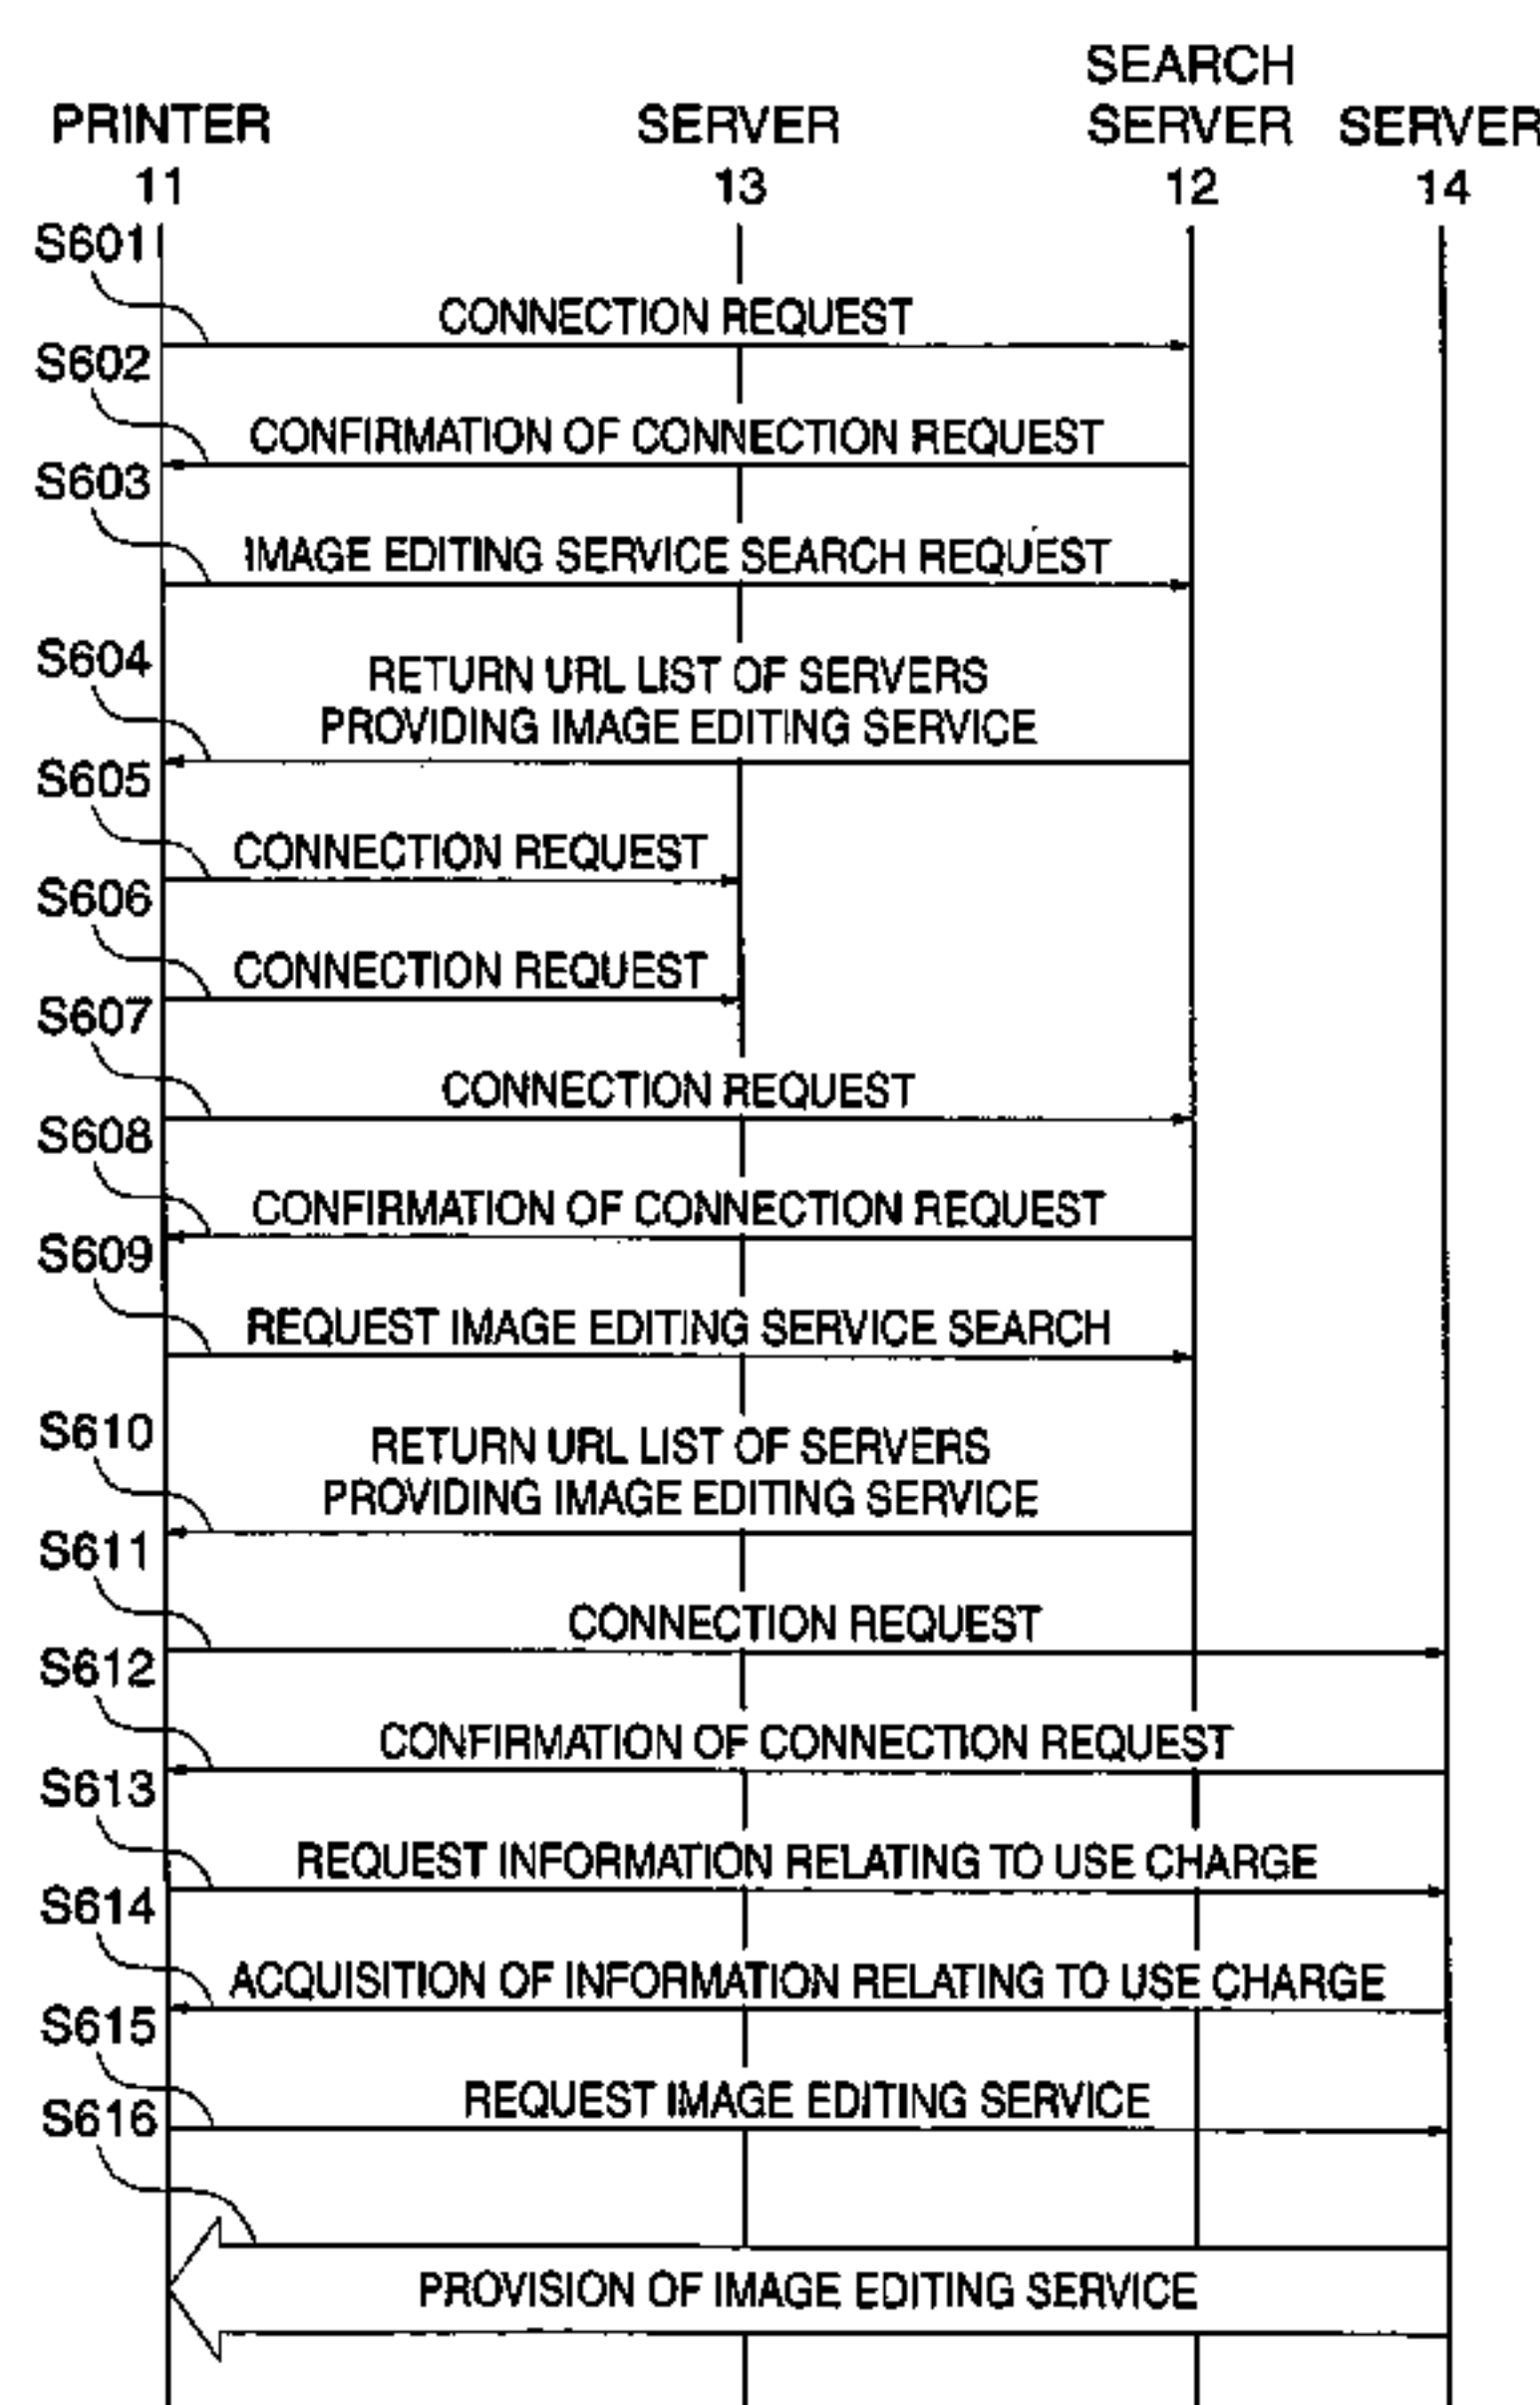 PRINTER
11
SERVER
13
SEARCH
SERVER
12
SERVER
14
S601
CONNECTION REQUEST
S602
CONFIRMATION OF CONNECTION REQUEST
S603
IMAGE EDITING SERVICE SEARCH REQUEST
S604
RETURN URL LIST OF SERVERS
PROVIDING IMAGE EDITING SERVICE
S605
CONNECTION REQUEST
S606
CONNECTION REQUEST
S607
CONNECTION REQUEST
S608
CONFIRMATION OF CONNECTION REQUEST
S609
REQUEST IMAGE EDITING SERVICE SEARCH
S610
RETURN URL LIST OF SERVERS
PROVIDING IMAGE EDITING SERVICE
S611
CONNECTION REQUEST
S612
CONFIRMATION OF CONNECTION REQUEST
S613
REQUEST INFORMATION RELATING TO USE CHARGE
S614
ACQUISITION OF INFORMATION RELATING TO USE CHARGE
S615
REQUEST IMAGE EDITING SERVICE
S616
PROVISION OF IMAGE EDITING SERVICE